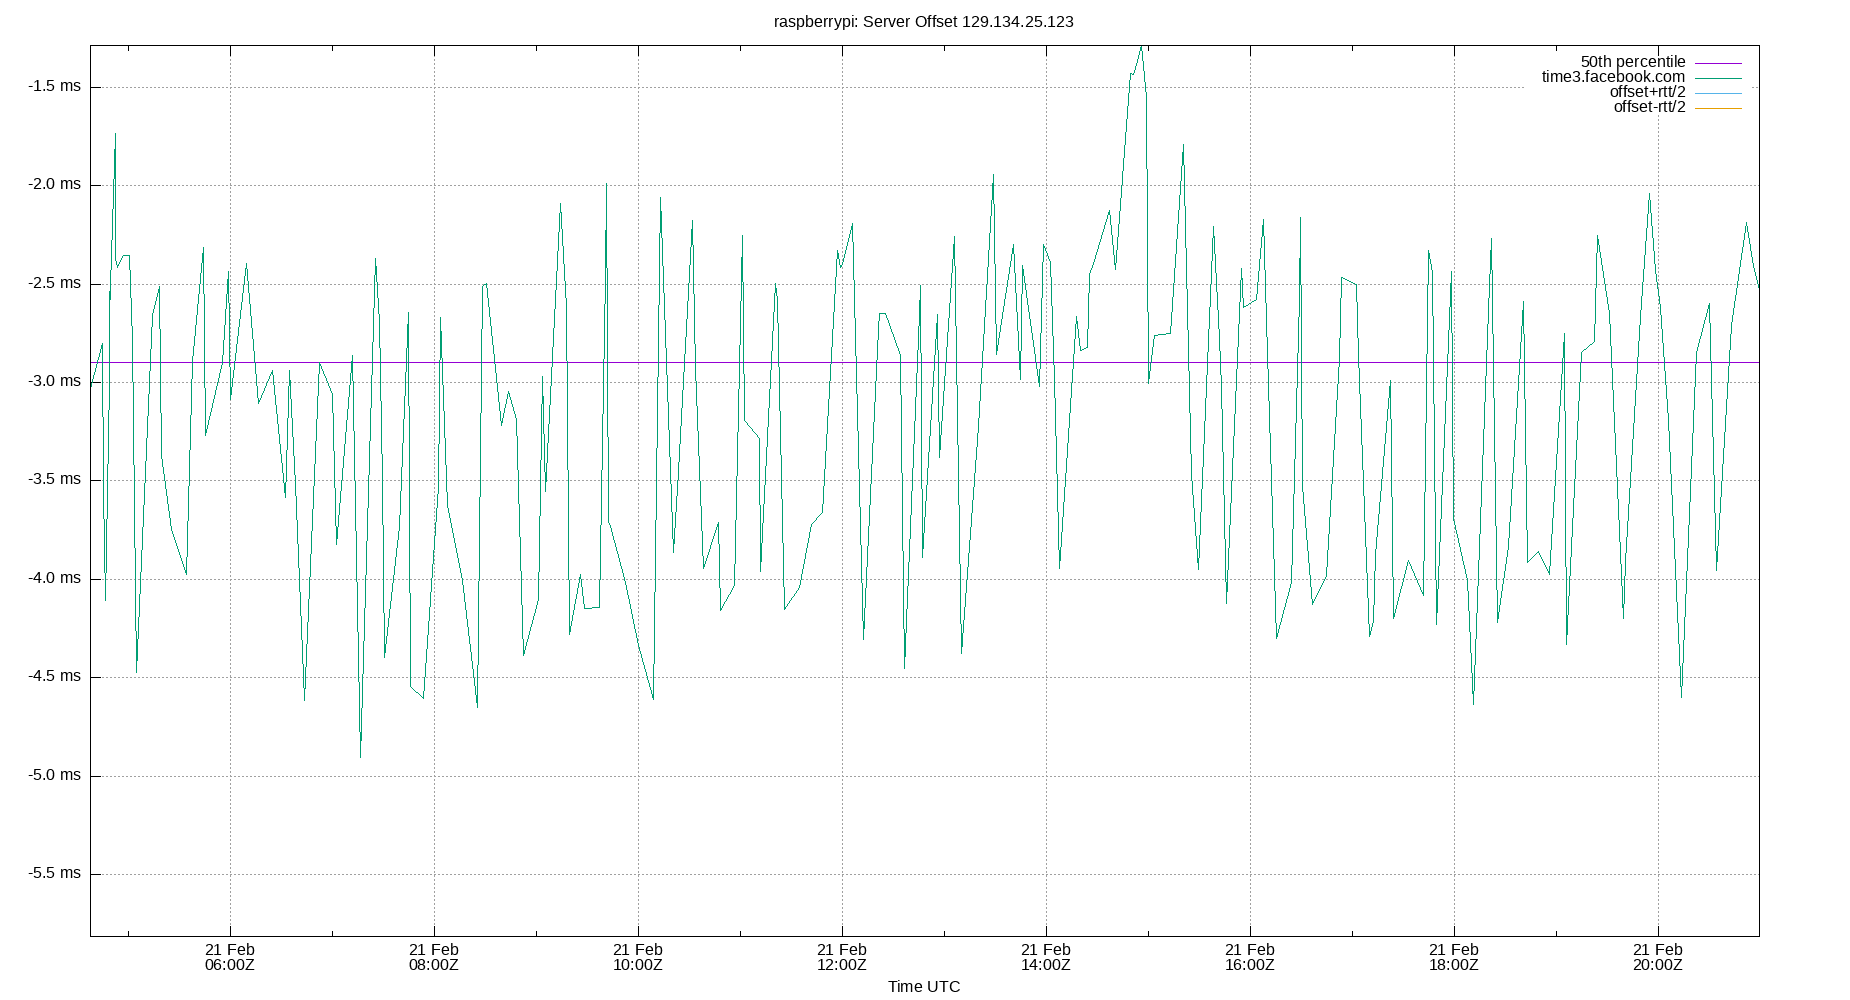 raspberrypi: Server Offset 129.134.25.123
50th percentile
time3.facebook.com
offset+rtt/2
offset-rtt/2
-1.5 ms
-2.0 ms
-2.5 ms
-3.0 ms
-3.5 ms
-4.0 ms
-4.5 ms
-5.0 ms
-5.5 ms
21 Feb 21 Feb 21 Feb 21 Feb 21 Feb 21 Feb 21 Feb 21 Feb
06:00Z 08:00Z 10:00Z 12:00Z 14:00Z 16:00Z 18:00Z 20:00Z
Time UTC